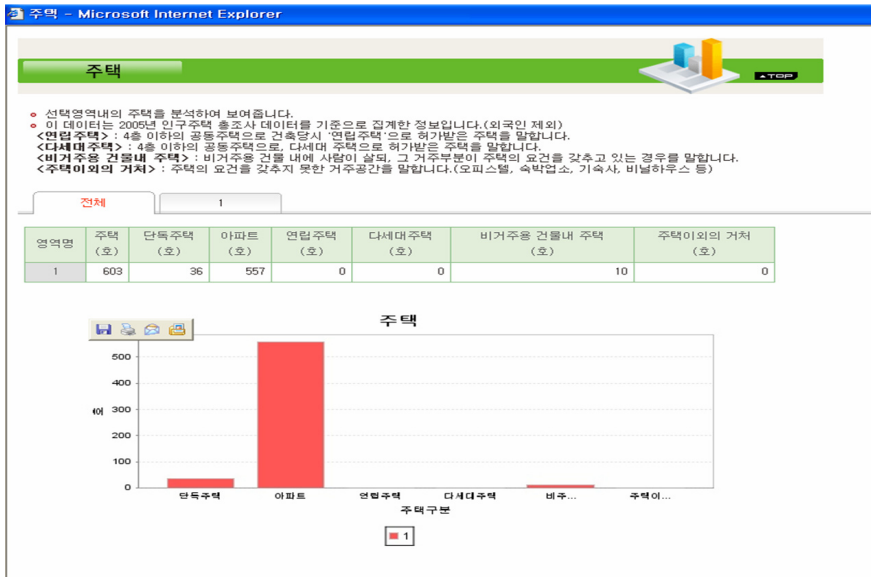 주택 - Microsoft Internet Explorer
주택
▲TOP
선택영역내의 주택을 분석하여 보여줍니다.
이 데이터는 2005년 인구주택 총조사 데이터를 기준으로 집계한 정보입니다.(외국인 제외)
<연립주택> : 4층 이하의 공동주택으로 건축당시 '연립주택'으로 허가받은 주택을 말합니다.
<다세대주택> : 4층 이하의 공동주택으로, 다세대 주택으로 허가받은 주택을 말합니다.
<비거주용 건물내 주택> : 비거주용 건물 내에 사람이 살되, 그 거주부분이 주택의 요건을 갖추고 있는 경우를 말합니다.
<주택이외의 거처> : 주택의 요건을 갖추지 못한 거주공간을 말합니다.(오피스텔, 숙박업소, 기숙사, 비닐하우스 등)
전체 1
영역명 주택 (호) 단독주택 (호) 아파트 (호) 연립주택 (호) 다세대주택 (호) 비거주용 건물내 주택 (호) 주택이외의 거처 (호)
1 603 36 557 0 0 10 0
주택
500
400
호 300
200
100
0
단독주택 아파트 연립주택 다세대주택 비주... 주택이...
주택구분
1